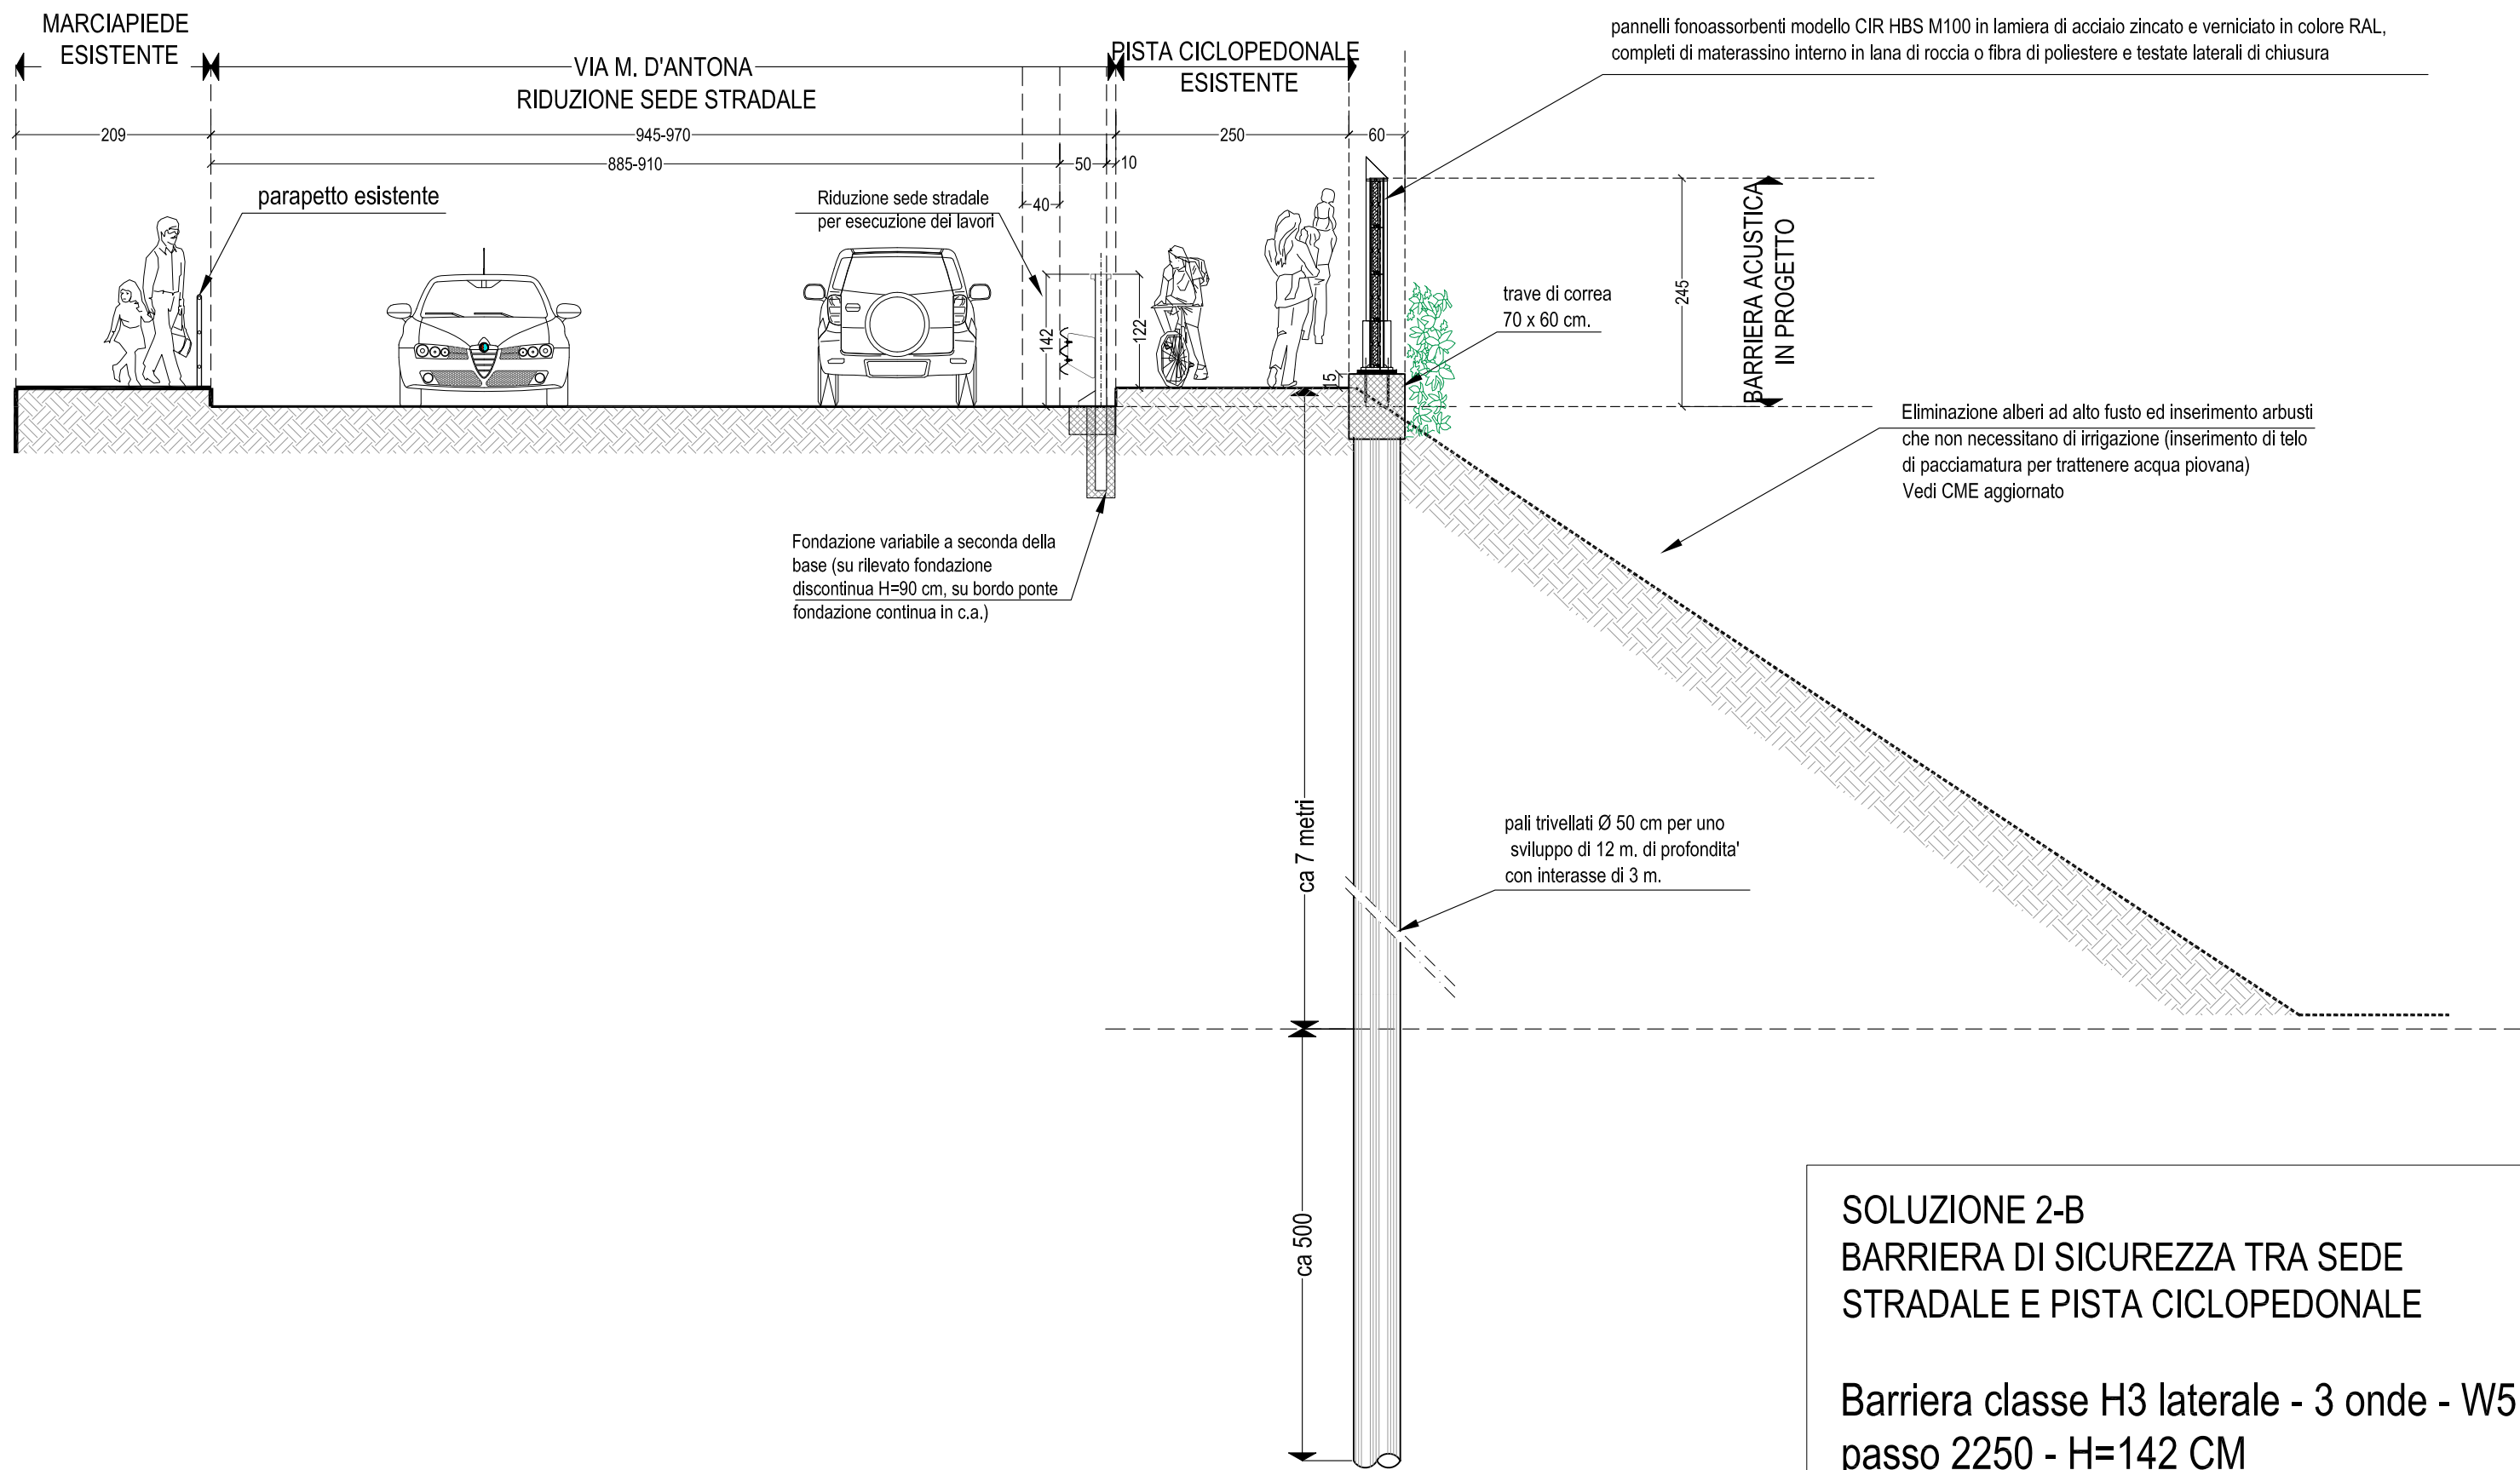 MARCIAPIEDE
ESISTENTE
VIA M. D'ANTONA
RIDUZIONE SEDE STRADALE
PISTA CICLOPEDONALE
ESISTENTE
pannelli fonoassorbenti modello CIR HBS M100 in lamiera di acciaio zincato e verniciato in colore RAL,
completi di materassino interno in lana di roccia o fibra di poliestere e testate laterali di chiusura
209
945-970
250
60
885-910
50
10
40
parapetto esistente
Riduzione sede stradale
per esecuzione dei lavori
142
122
15
245
BARRIERA ACUSTICA
IN PROGETTO
trave di correa
70 x 60 cm.
Eliminazione alberi ad alto fusto ed inserimento arbusti
che non necessitano di irrigazione (inserimento di telo
di pacciamatura per trattenere acqua piovana)
Vedi CME aggiornato
Fondazione variabile a seconda della
base (su rilevato fondazione
discontinua H=90 cm, su bordo ponte
fondazione continua in c.a.)
ca 7 metri
pali trivellati Ø 50 cm per uno
sviluppo di 12 m. di profondita'
con interasse di 3 m.
ca 500
SOLUZIONE 2-B
BARRIERA DI SICUREZZA TRA SEDE
STRADALE E PISTA CICLOPEDONALE
Barriera classe H3 laterale - 3 onde - W5
passo 2250 - H=142 CM